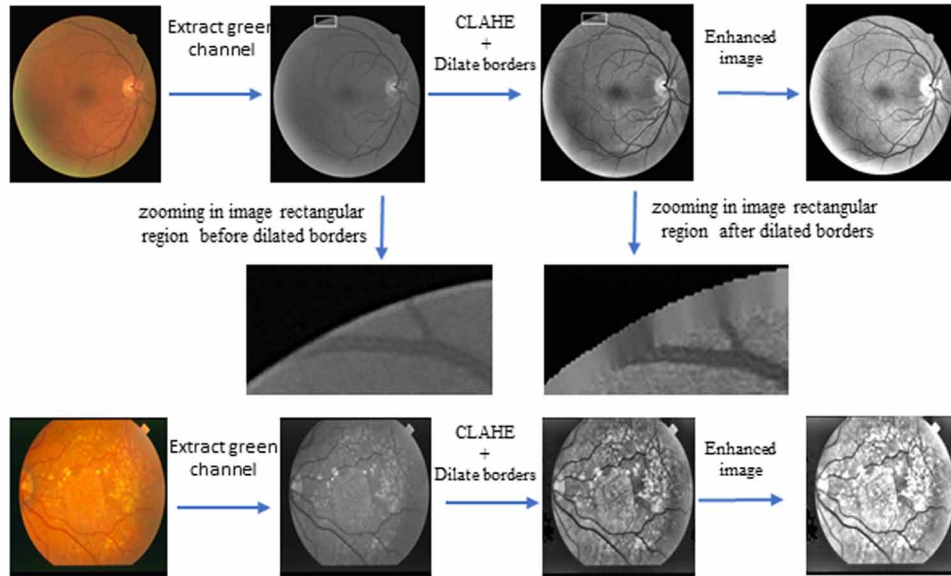 Extract green
channel
CLAHE
+
Dilate borders
Enhanced
image
zooming in image rectangular
region before dilated borders
zooming in image rectangular
region after dilated borders
Extract green
channel
CLAHE
+
Dilate borders
Enhanced
image